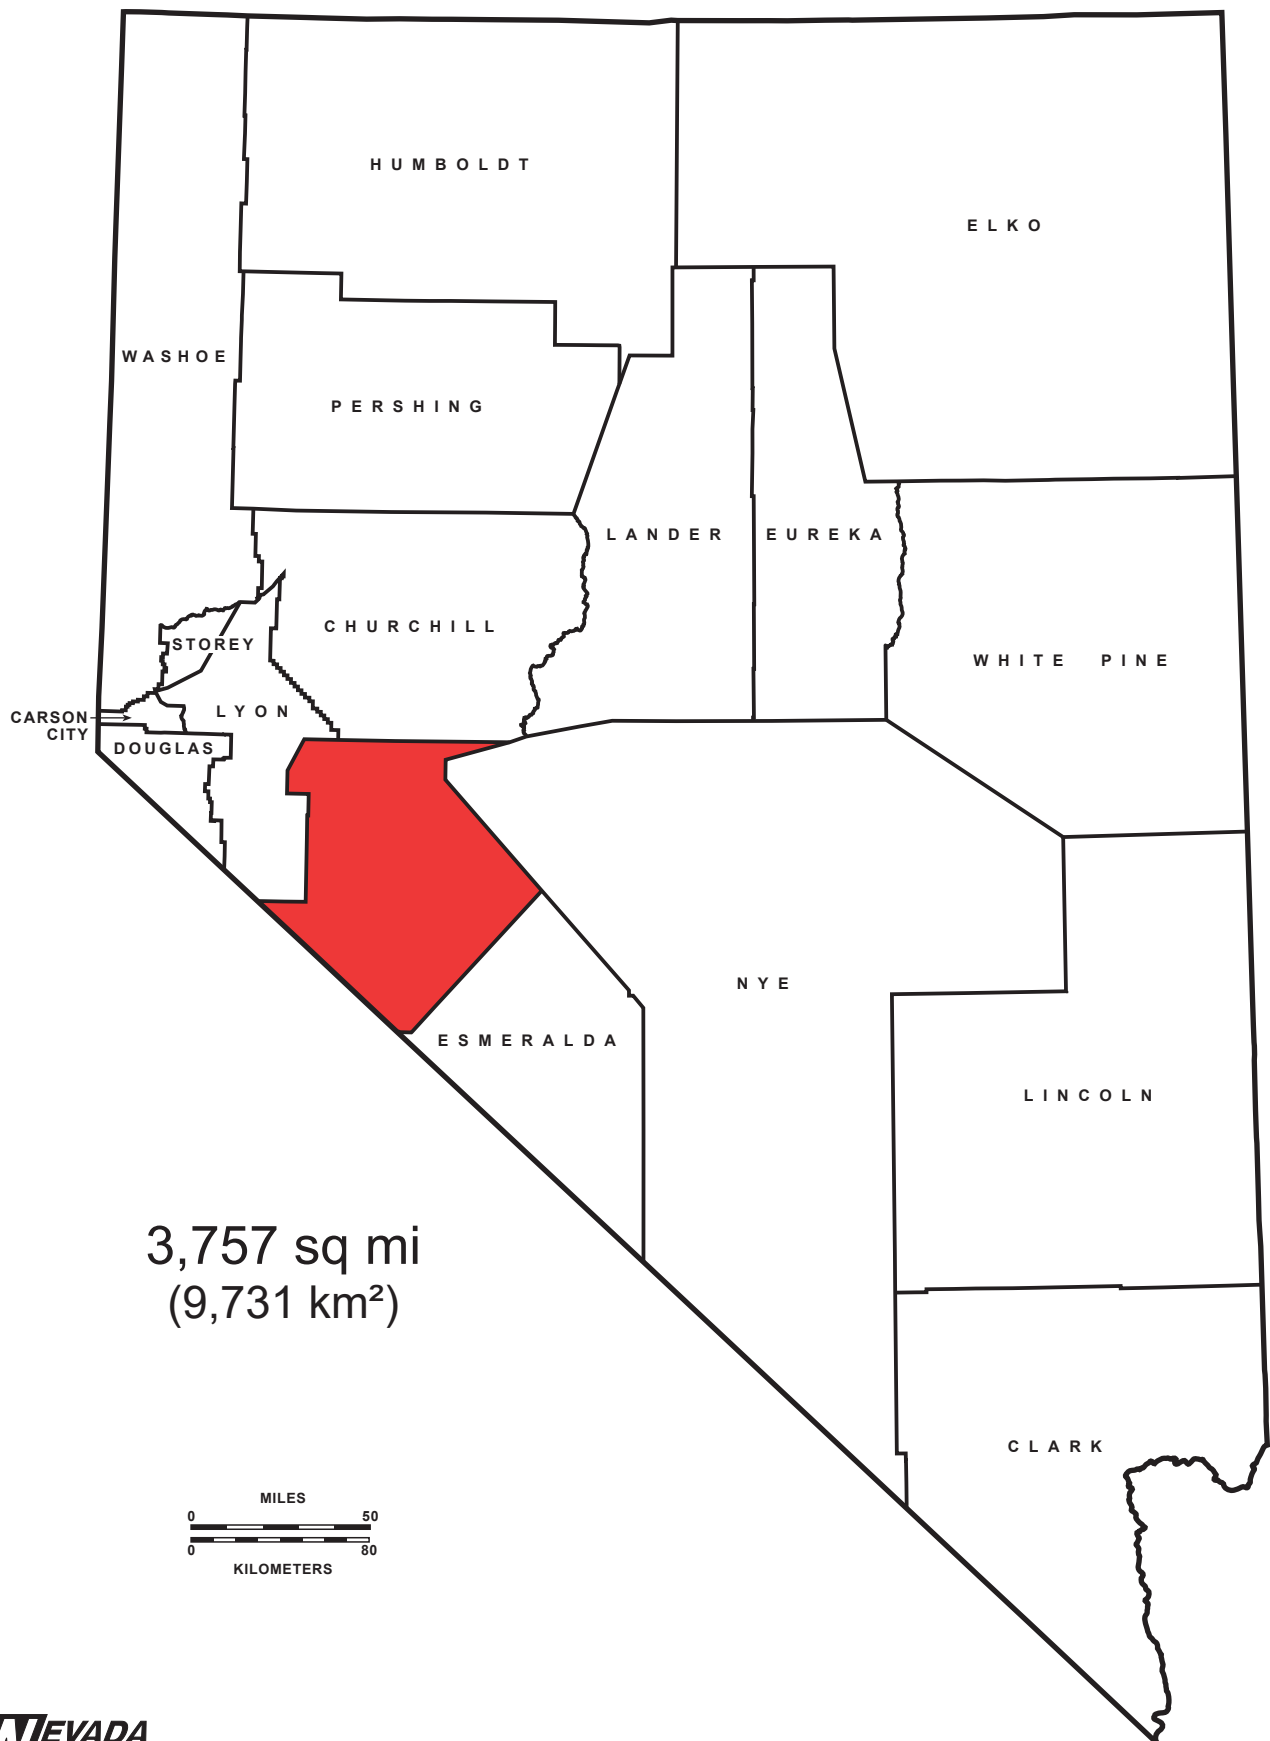 HUMBOLDT
ELKO
WASHOE
PERSHING
LANDER
EUREKA
CHURCHILL
STOREY
WHITE PINE
LYON
CARSON
CITY
DOUGLAS
NYE
ESMERALDA
LINCOLN
3,757 sq mi
(9,731 km²)
CLARK
MILES
0 50
0 80
KILOMETERS
NEVADA